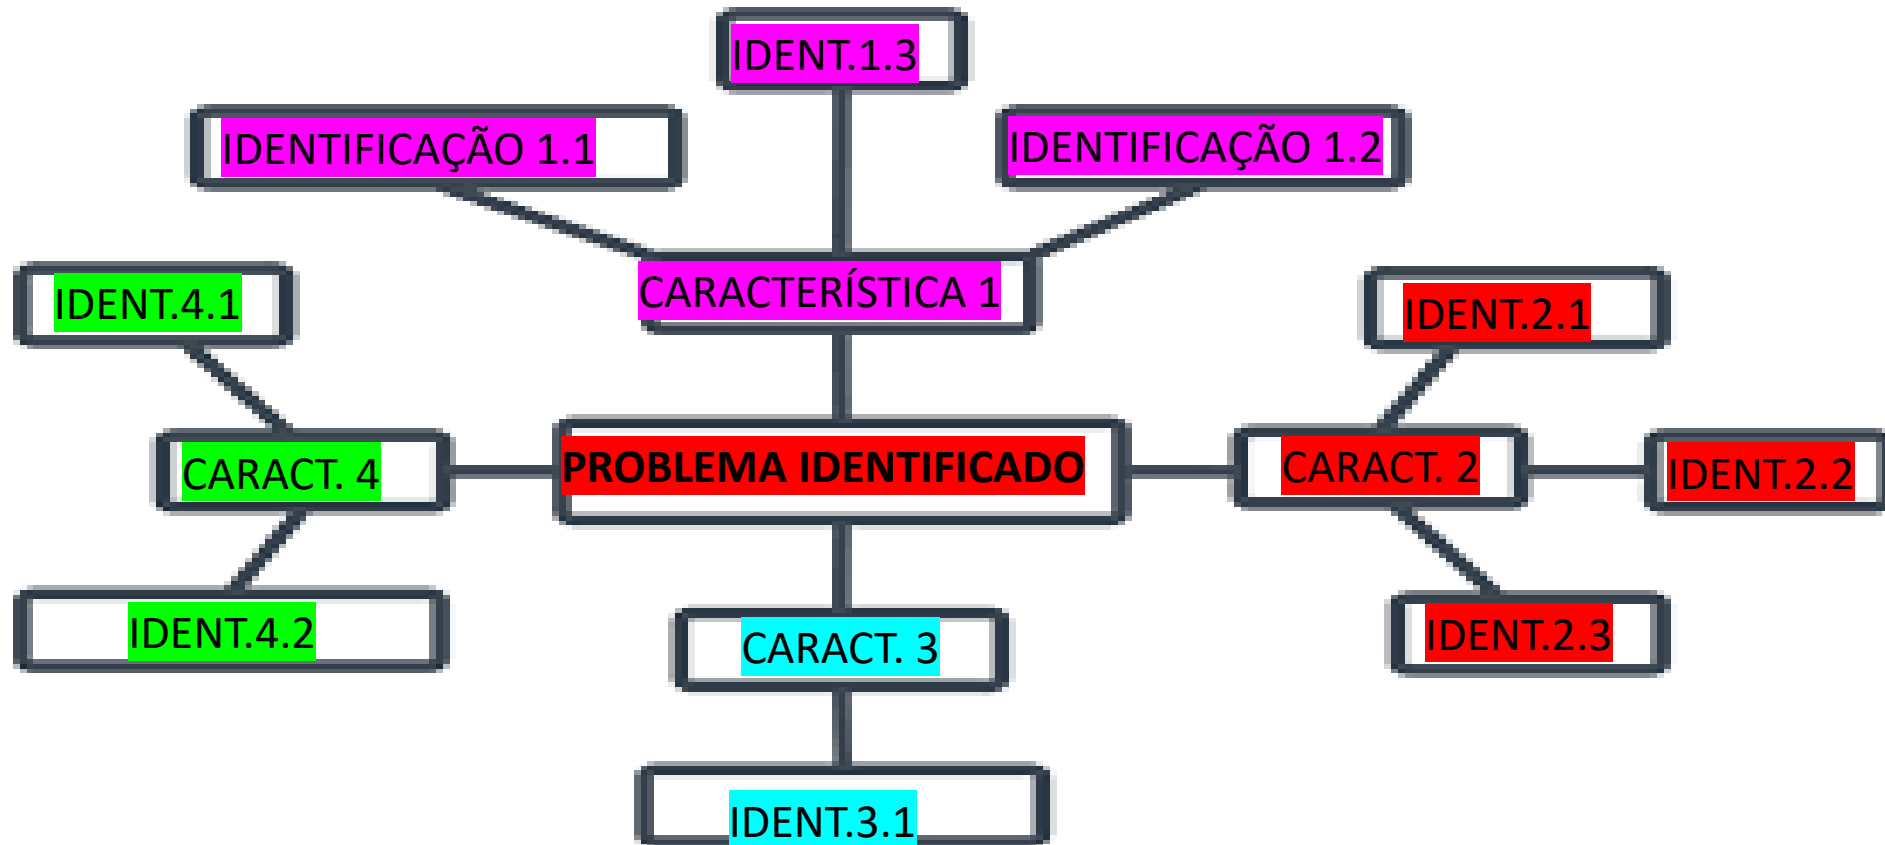 IDENT.1.3
IDENTIFICAÇÃO 1.1
IDENTIFICAÇÃO 1.2
CARACTERÍSTICA 1
IDENT.4.1
IDENT.2.1
CARACT. 4
PROBLEMA IDENTIFICADO
CARACT. 2
IDENT.2.2
IDENT.4.2
CARACT. 3
IDENT.2.3
IDENT.3.1